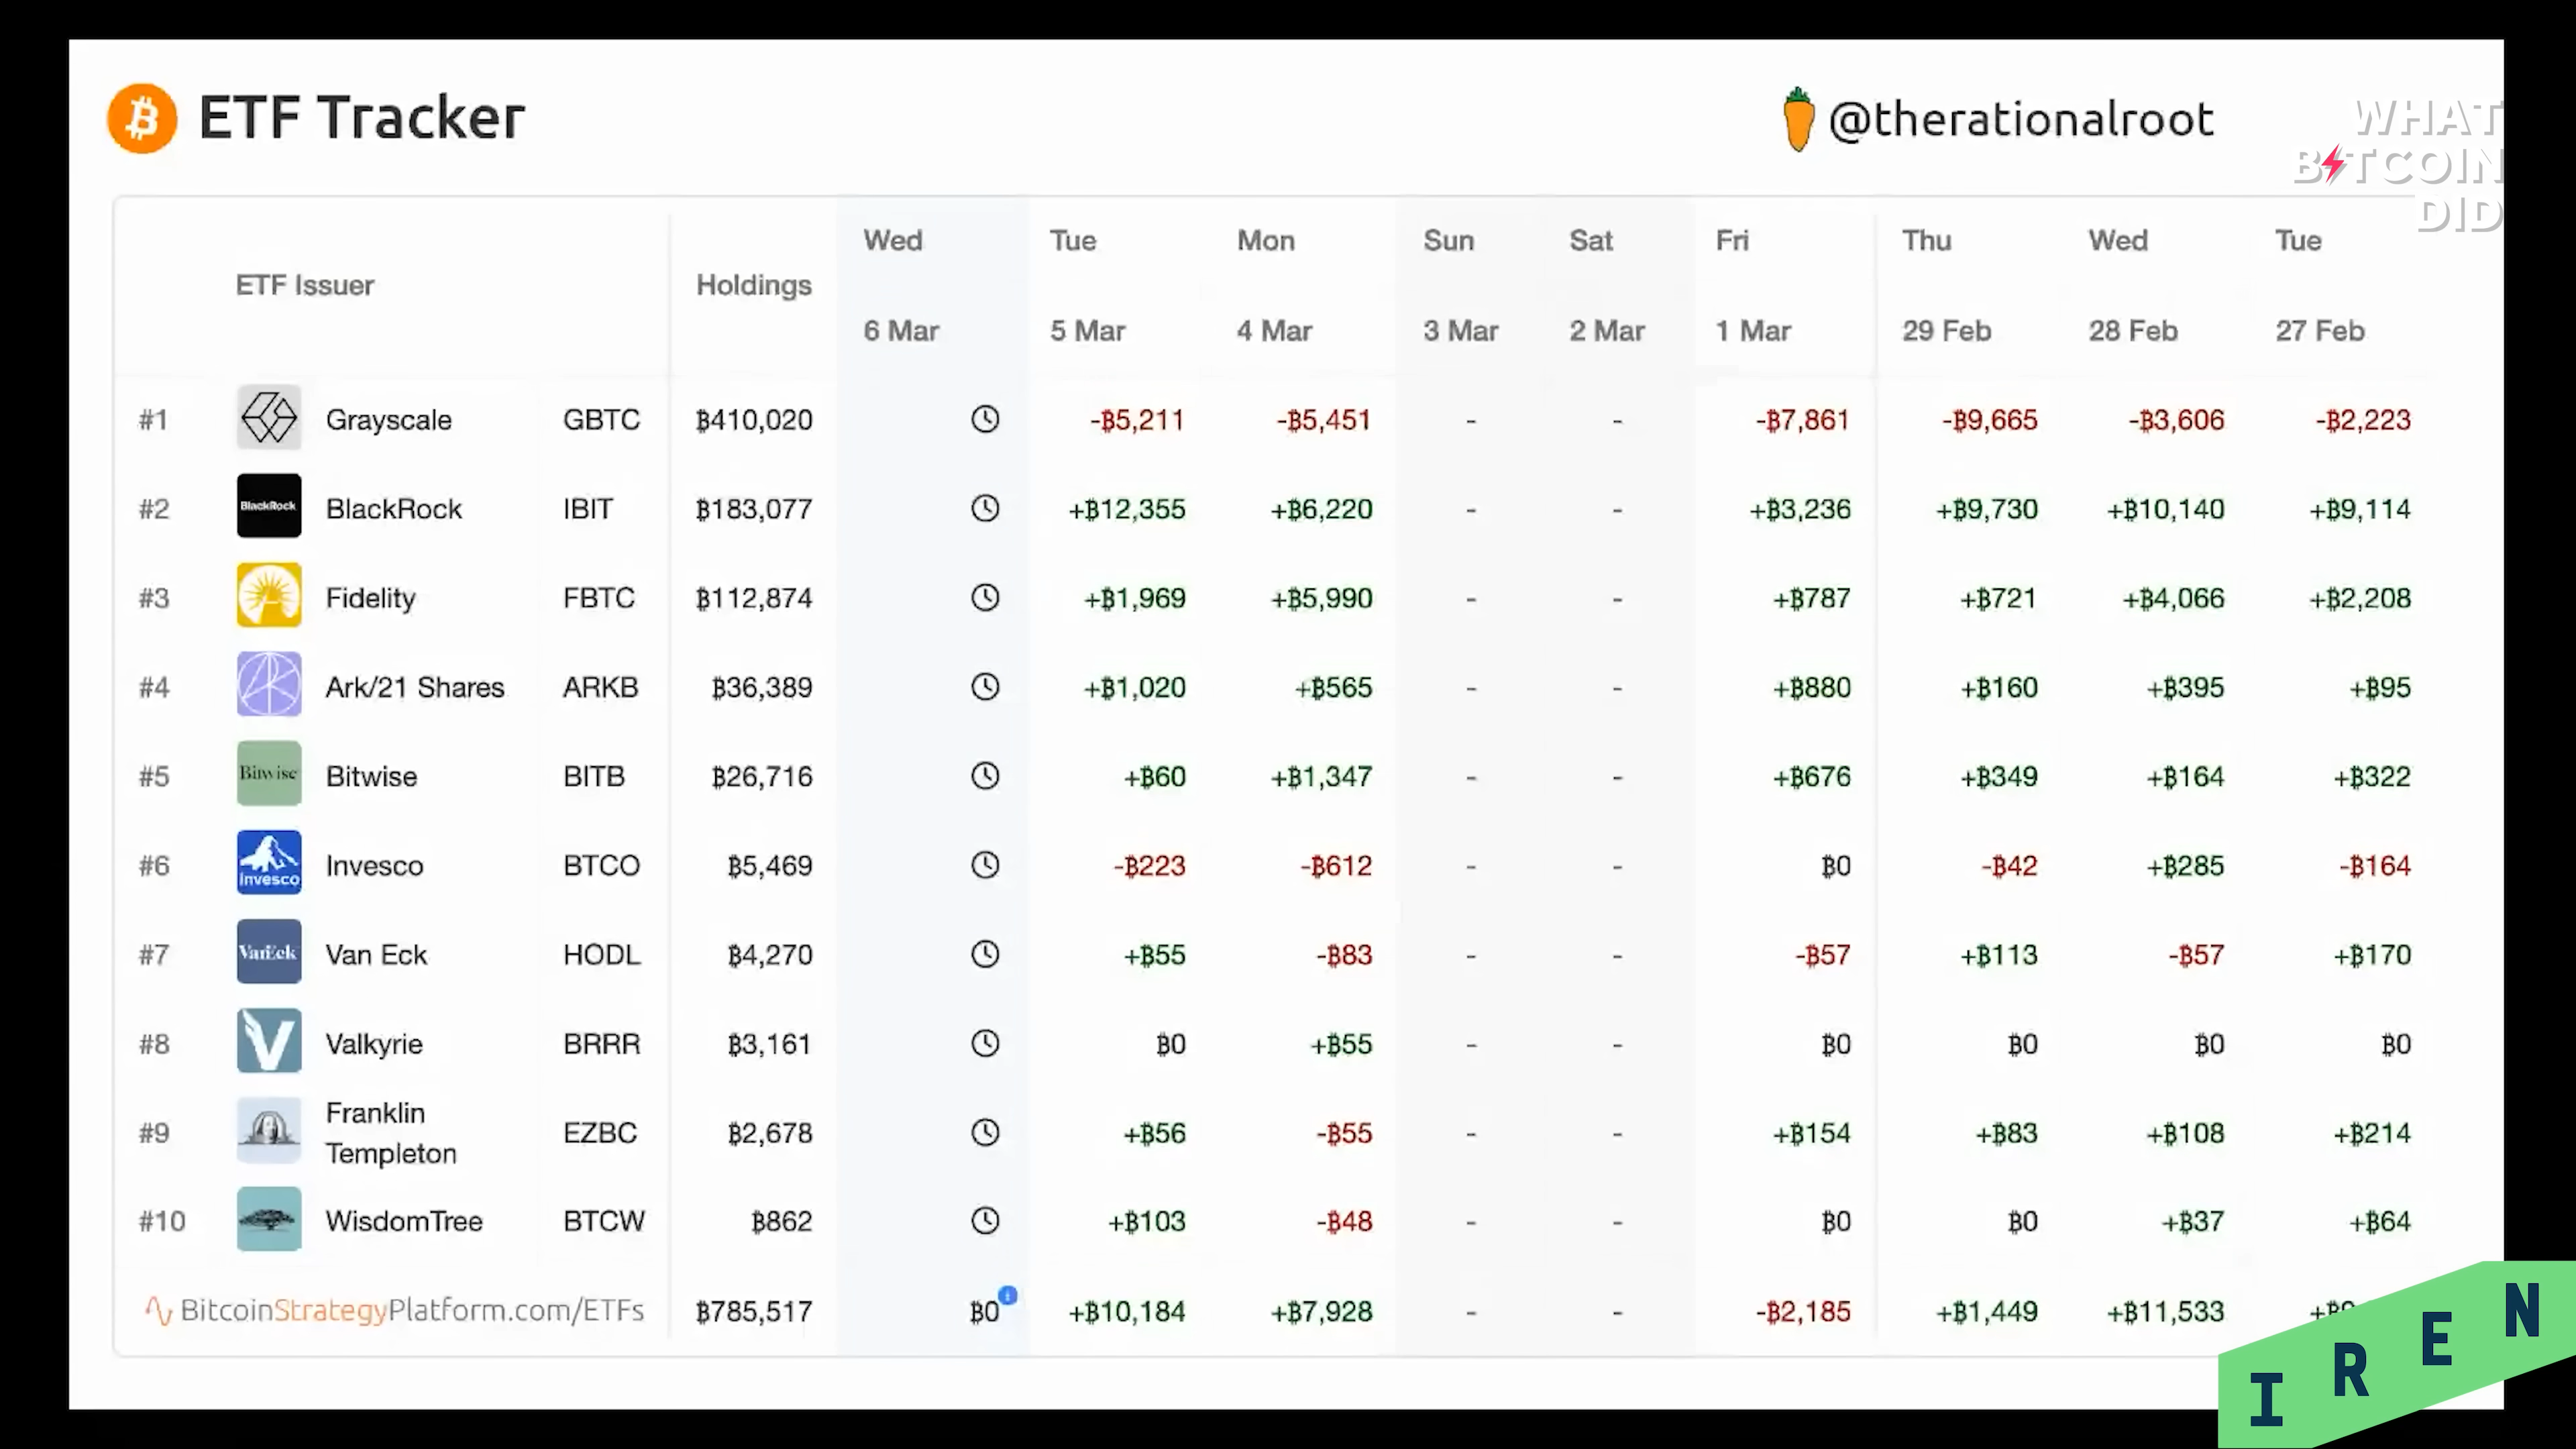 ETF Tracker
@therationalroot
WHAT
BITCOIN
DID
ETF Issuer Holdings Wed 6 Mar Tue 5 Mar Mon 4 Mar Sun 3 Mar Sat 2 Mar Fri 1 Mar Thu 29 Feb Wed 28 Feb Tue 27 Feb
#1 Grayscale GBTC ₿410,020 -₿5,211 -₿5,451 - - -₿7,861 -₿9,665 -₿3,606 -₿2,223
#2 BlackRock BlackRock IBIT ₿183,077 +₿12,355 +₿6,220 - - +₿3,236 +₿9,730 +₿10,140 +₿9,114
#3 Fidelity FBTC ₿112,874 +₿1,969 +₿5,990 - - +₿787 +₿721 +₿4,066 +₿2,208
#4 Ark/21 Shares ARKB ₿36,389 +₿1,020 +₿565 - - +₿880 +₿160 +₿395 +₿95
#5 Bitwise Bitwise BITB ₿26,716 +₿60 +₿1,347 - - +₿676 +₿349 +₿164 +₿322
#6 Invesco Invesco BTCO ₿5,469 -₿223 -₿612 - - ₿0 -₿42 +₿285 -₿164
#7 VanEck Van Eck HODL ₿4,270 +₿55 -₿83 - - -₿57 +₿113 -₿57 +₿170
#8 Valkyrie BRRR ₿3,161 ₿0 +₿55 - - ₿0 ₿0 ₿0 ₿0
#9 Franklin Templeton EZBC ₿2,678 +₿56 -₿55 - - +₿154 +₿83 +₿108 +₿214
#10 WisdomTree BTCW ₿862 +₿103 -₿48 - - ₿0 ₿0 +₿37 +₿64
BitcoinStrategyPlatform.com/ETFs ₿785,517 ₿0 +₿10,184 +₿7,928 - - -₿2,185 +₿1,449 +₿11,533
IREN